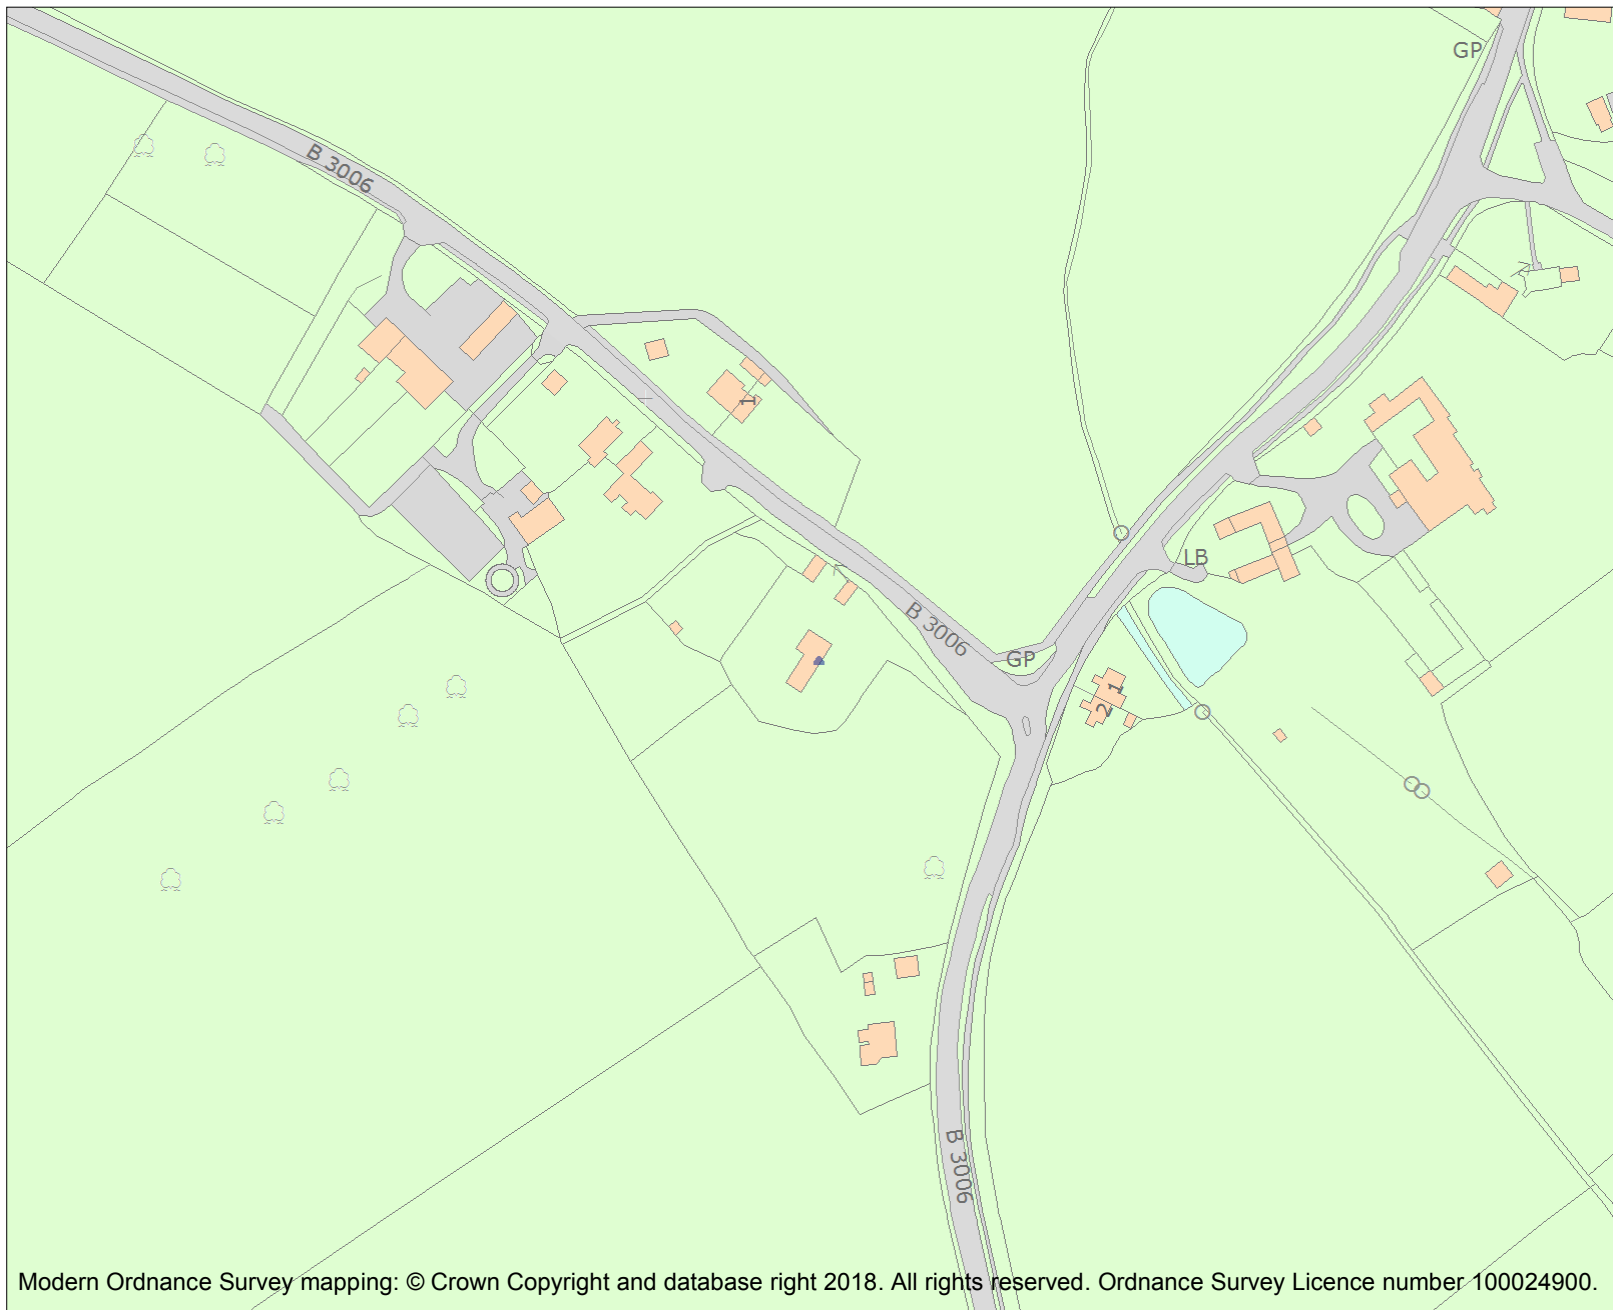 GP
B 3006
1
LB
B 3006
GP
1
2
B 3006
Modern Ordnance Survey mapping: © Crown Copyright and database right 2018. All rights reserved. Ordnance Survey Licence number 100024900.